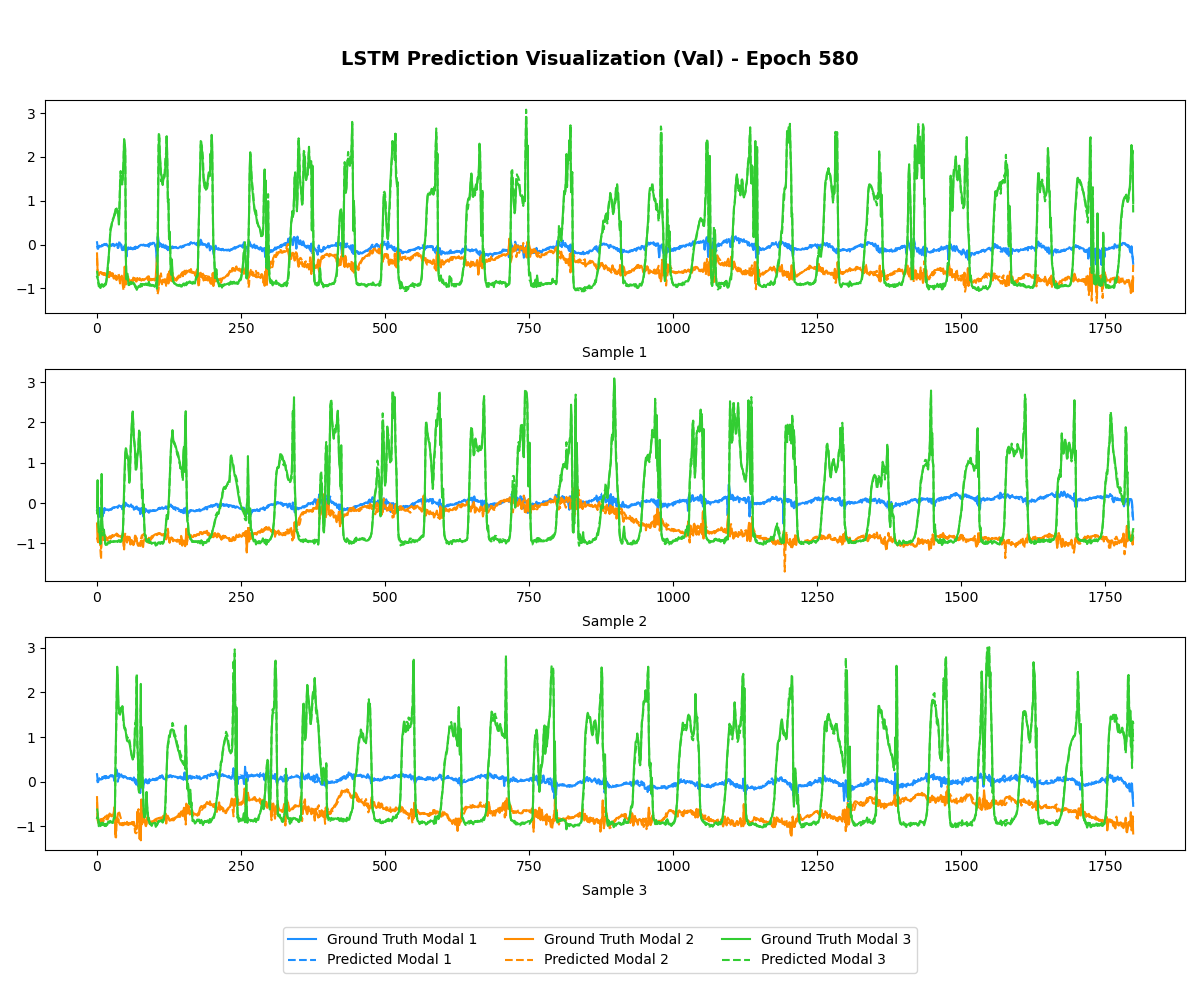 LSTM Prediction Visualization (Val) - Epoch 580
3
2
1
0
−1
0 250 500 750 1000 1250 1500 1750
Sample 1
3
2
1
0
−1
0 250 500 750 1000 1250 1500 1750
Sample 2
3
2
1
0
−1
0 250 500 750 1000 1250 1500 1750
Sample 3
Ground Truth Modal 1 Ground Truth Modal 2 Ground Truth Modal 3
Predicted Modal 1 Predicted Modal 2 Predicted Modal 3